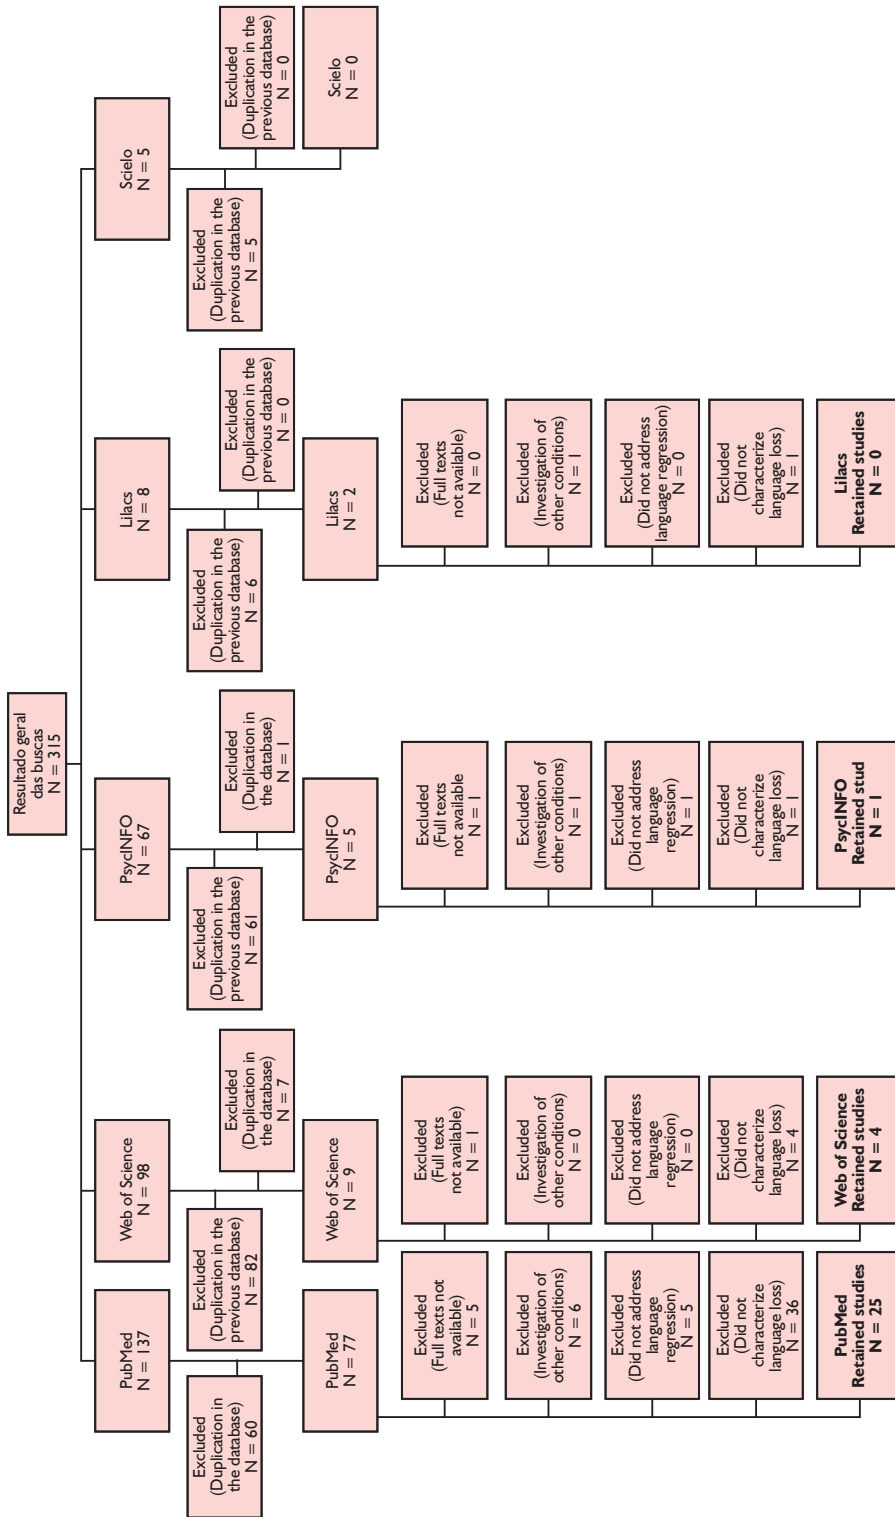 Resultado geral
das buscas
N = 315
PubMed
N = 137
Excluded
(Duplication in
the database)
N = 60
PubMed
N = 77
Excluded
(Full texts not
available)
N = 5
Excluded
(Investigation of
other conditions)
N = 6
Excluded
(Did not address
language
regression)
N = 5
Excluded
(Did not
characterize
language loss)
N = 36
PubMed
Retained studies
N = 25
Web of Science
N = 98
Excluded
(Duplication in the
previous database)
N = 82
Excluded
(Duplication in
the database)
N = 7
Web of Science
N = 9
Excluded
(Full texts
not available)
N = 1
Excluded
(Investigation of
other conditions)
N = 0
Excluded
(Did not address
language
regression)
N = 0
Excluded
(Did not
characterize
language loss)
N = 4
Web of Science
Retained studies
N = 4
PsycINFO
N = 67
Excluded
(Duplication in the
previous database)
N = 61
Excluded
(Duplication in
the database)
N = 1
PsycINFO
N = 5
Excluded
(Full texts
not available
N = 1
Excluded
(Investigation of
other conditions)
N = 1
Excluded
(Did not address
language
regression)
N = 1
Excluded
(Did not
characterize
language loss)
N = 1
PsycINFO
Retained stud
N = 1
Lilacs
N = 8
Excluded
(Duplication in the
previous database)
N = 6
Excluded
(Duplication in the
previous database)
N = 0
Lilacs
N = 2
Excluded
(Full texts
not available)
N = 0
Excluded
(Investigation of
other conditions)
N = 1
Excluded
(Did not address
language regression)
N = 0
Excluded
(Did not
characterize
language loss)
N = 1
Lilacs
Retained studies
N = 0
Scielo
N = 5
Excluded
(Duplication in the
previous database)
N = 5
Excluded
(Duplication in the
previous database)
N = 0
Scielo
N = 0